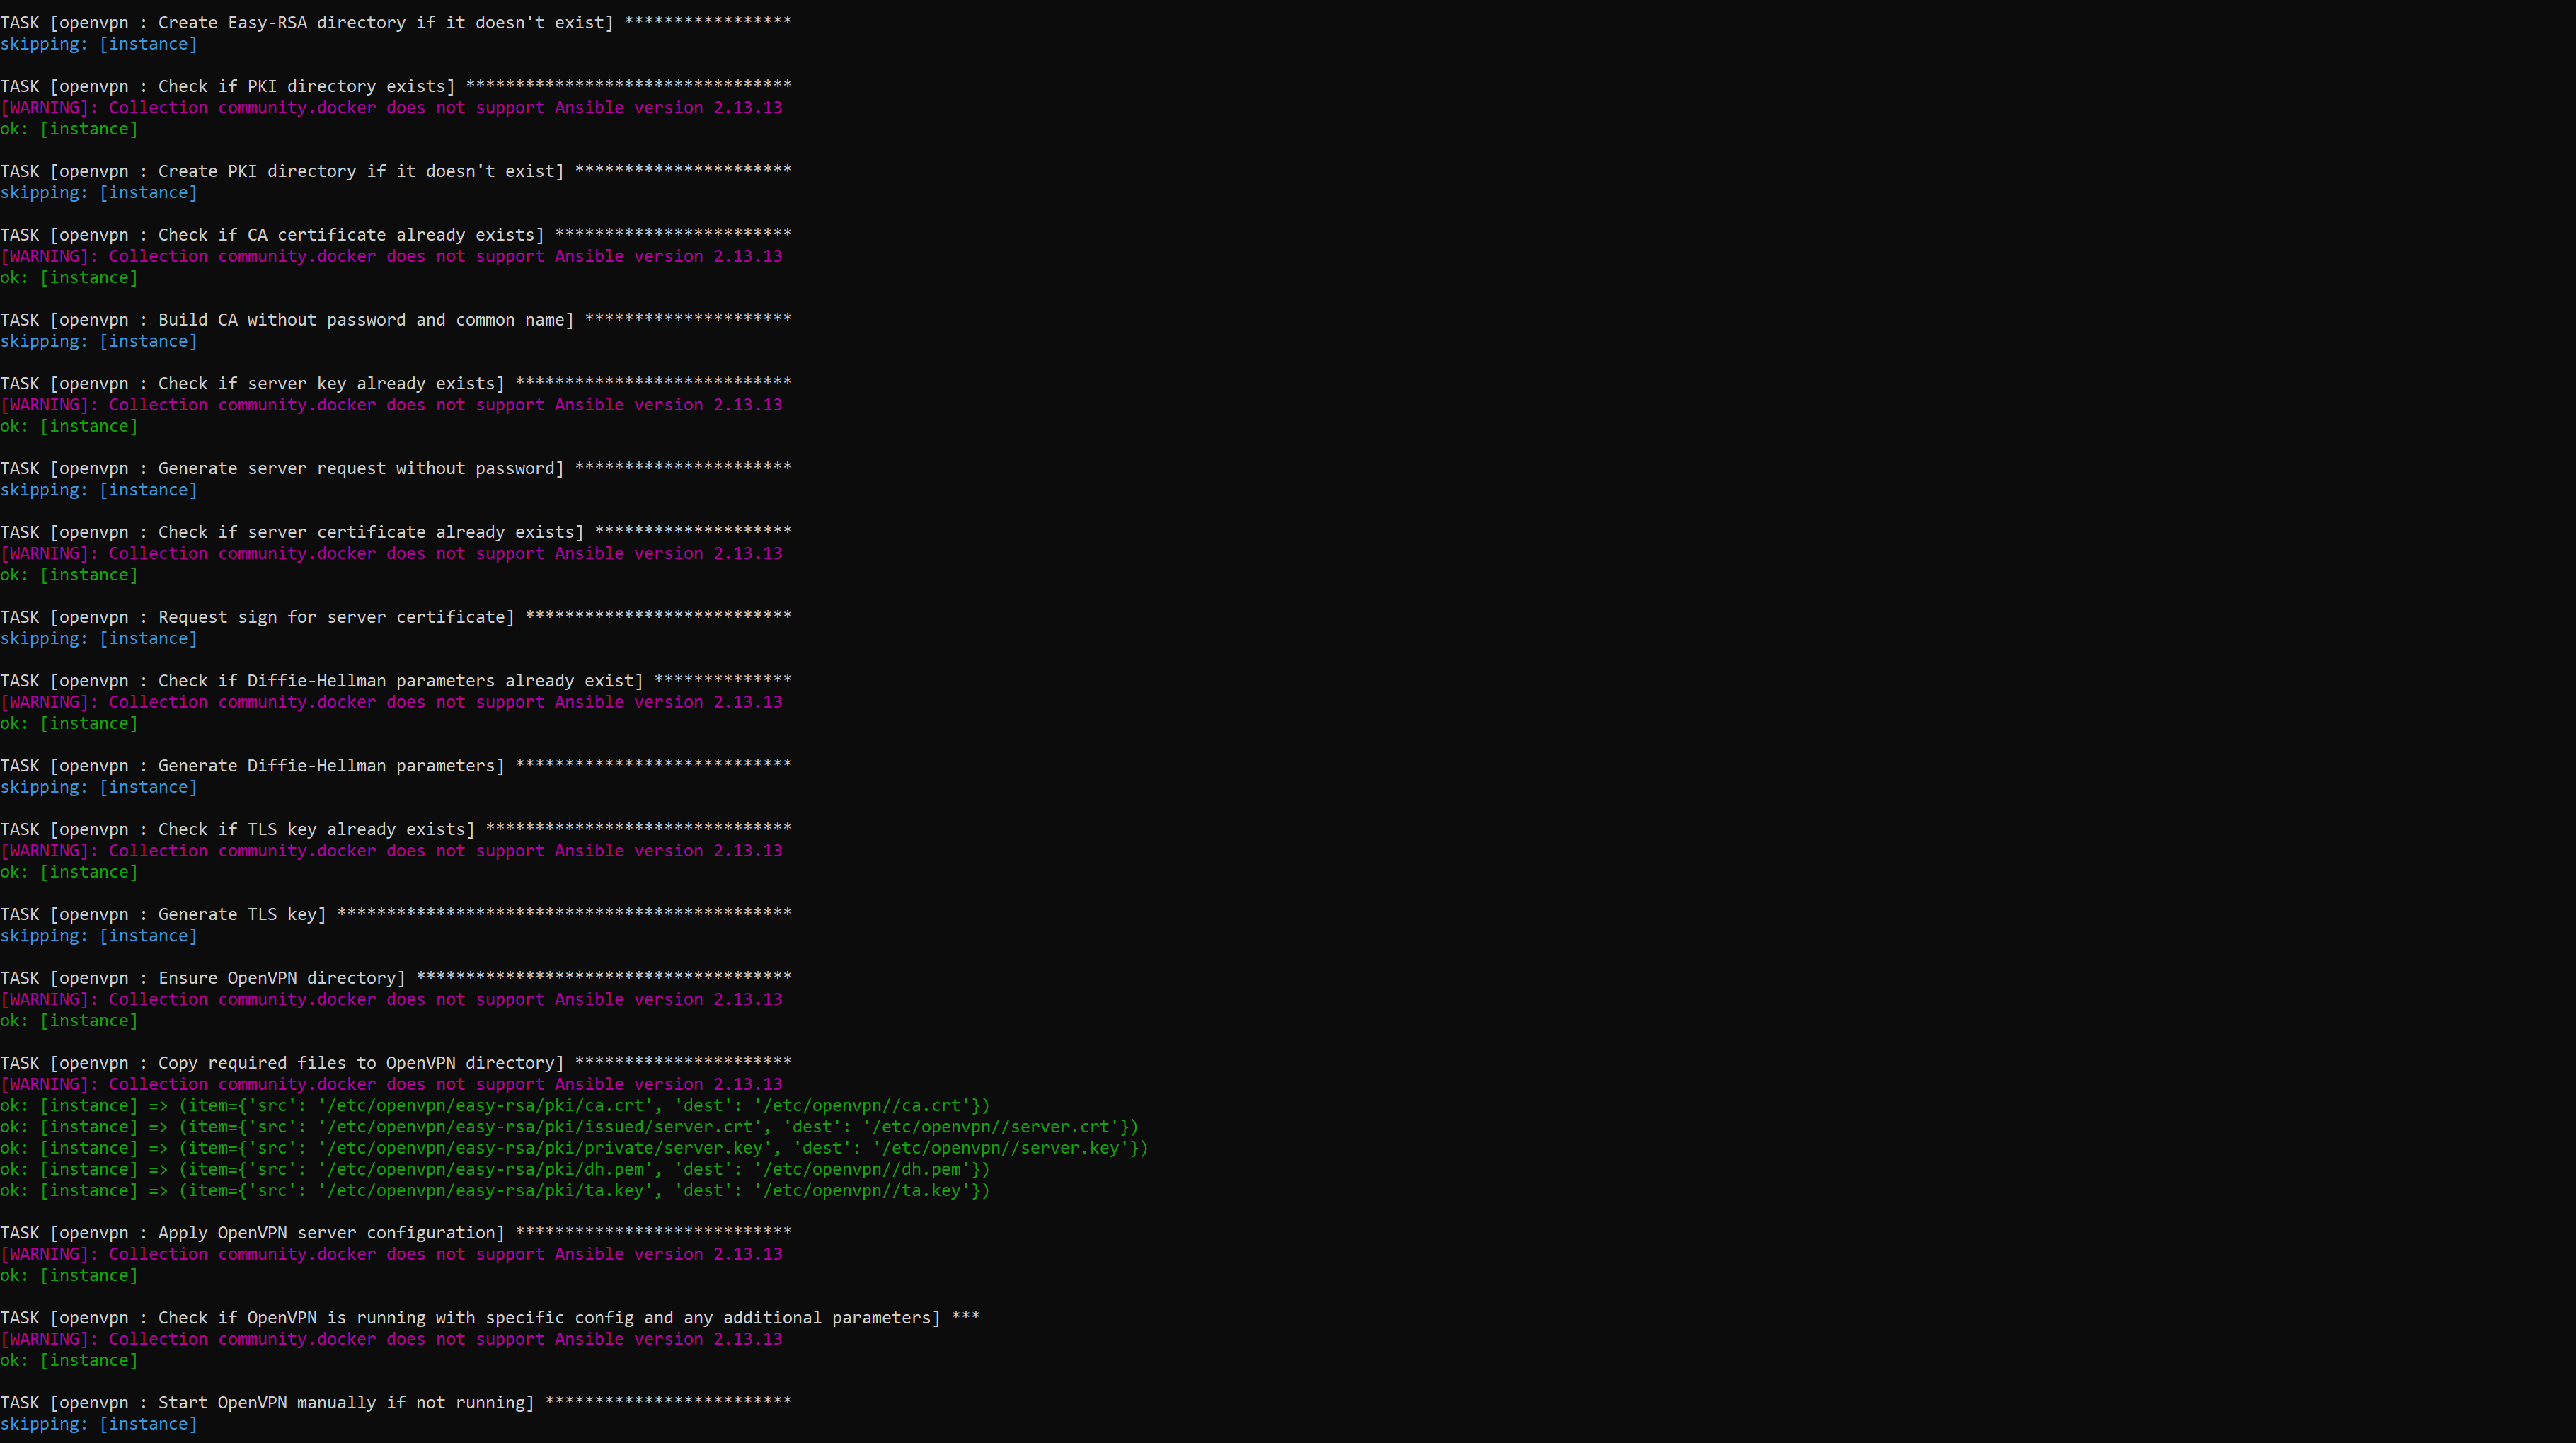 TASK [openvpn : Create Easy-RSA directory if it doesn't exist] *****************
skipping: [instance]

TASK [openvpn : Check if PKI directory exists] *********************************
[WARNING]: Collection community.docker does not support Ansible version 2.13.13
ok: [instance]

TASK [openvpn : Create PKI directory if it doesn't exist] **********************
skipping: [instance]

TASK [openvpn : Check if CA certificate already exists] ************************
[WARNING]: Collection community.docker does not support Ansible version 2.13.13
ok: [instance]

TASK [openvpn : Build CA without password and common name] *********************
skipping: [instance]

TASK [openvpn : Check if server key already exists] ****************************
[WARNING]: Collection community.docker does not support Ansible version 2.13.13
ok: [instance]

TASK [openvpn : Generate server request without password] **********************
skipping: [instance]

TASK [openvpn : Check if server certificate already exists] ********************
[WARNING]: Collection community.docker does not support Ansible version 2.13.13
ok: [instance]

TASK [openvpn : Request sign for server certificate] ***************************
skipping: [instance]

TASK [openvpn : Check if Diffie-Hellman parameters already exist] **************
[WARNING]: Collection community.docker does not support Ansible version 2.13.13
ok: [instance]

TASK [openvpn : Generate Diffie-Hellman parameters] ****************************
skipping: [instance]

TASK [openvpn : Check if TLS key already exists] *******************************
[WARNING]: Collection community.docker does not support Ansible version 2.13.13
ok: [instance]

TASK [openvpn : Generate TLS key] **********************************************
skipping: [instance]

TASK [openvpn : Ensure OpenVPN directory] **************************************
[WARNING]: Collection community.docker does not support Ansible version 2.13.13
ok: [instance]

TASK [openvpn : Copy required files to OpenVPN directory] **********************
[WARNING]: Collection community.docker does not support Ansible version 2.13.13
ok: [instance] => (item={'src': '/etc/openvpn/easy-rsa/pki/ca.crt', 'dest': '/etc/openvpn//ca.crt'})
ok: [instance] => (item={'src': '/etc/openvpn/easy-rsa/pki/issued/server.crt', 'dest': '/etc/openvpn//server.crt'})
ok: [instance] => (item={'src': '/etc/openvpn/easy-rsa/pki/private/server.key', 'dest': '/etc/openvpn//server.key'})
ok: [instance] => (item={'src': '/etc/openvpn/easy-rsa/pki/dh.pem', 'dest': '/etc/openvpn//dh.pem'})
ok: [instance] => (item={'src': '/etc/openvpn/easy-rsa/pki/ta.key', 'dest': '/etc/openvpn//ta.key'})

TASK [openvpn : Apply OpenVPN server configuration] ****************************
[WARNING]: Collection community.docker does not support Ansible version 2.13.13
ok: [instance]

TASK [openvpn : Check if OpenVPN is running with specific config and any additional parameters] ***
[WARNING]: Collection community.docker does not support Ansible version 2.13.13
ok: [instance]

TASK [openvpn : Start OpenVPN manually if not running] *************************
skipping: [instance]